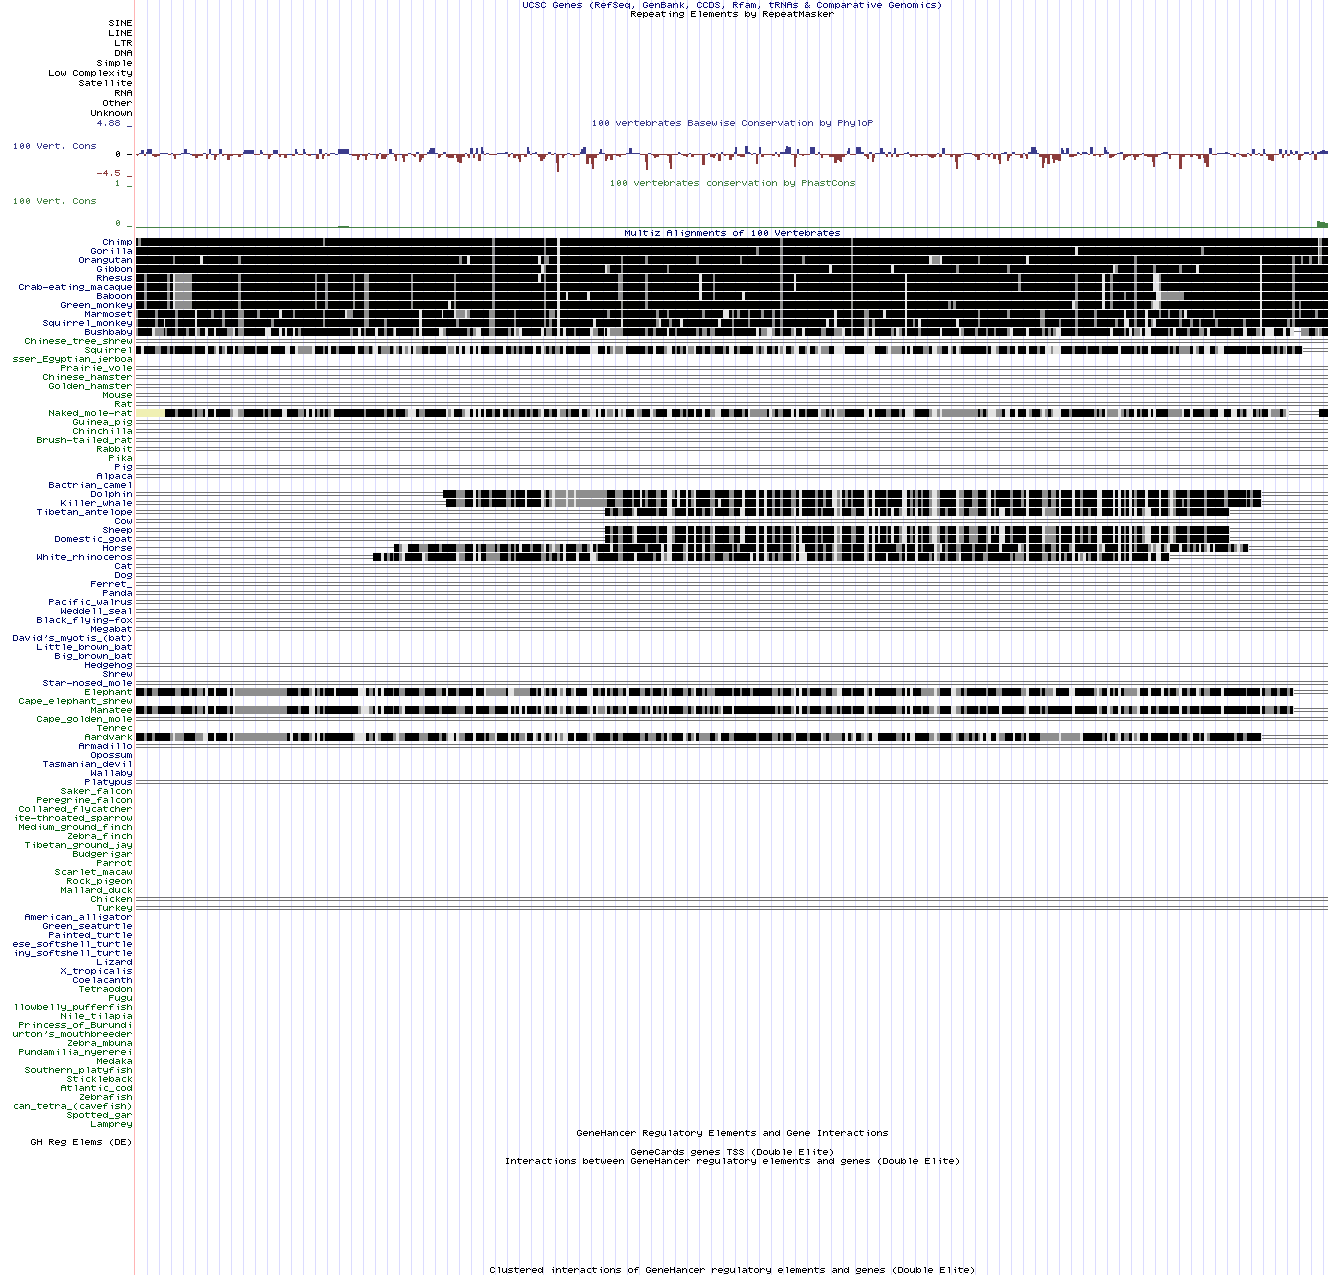 UCSC Genes (RefSeq, GenBank, CCDS, Rfam, tRNAs & Comparative Genomics)
Repeating Elements by RepeatMasker
SINE
LINE
LTR
DNA
Simple
Low Complexity
Satellite
RNA
Other
Unknown
4.88 _
100 vertebrates Basewise Conservation by PhyloP
100 Vert. Cons
0 -
-4.5 _
1 _
100 vertebrates conservation by PhastCons
100 Vert. Cons
0 _
Multiz Alignments of 100 Vertebrates
Chimp
Gorilla
Orangutan
Gibbon
Rhesus
Crab-eating_macaque
Baboon
Green_monkey
Marmoset
Squirrel_monkey
Bushbaby
Chinese_tree_shrew
Squirrel
sser_Egyptian_jerboa
Prairie_vole
Chinese_hamster
Golden_hamster
Mouse
Rat
Naked_mole-rat
Guinea_pig
Chinchilla
Brush-tailed_rat
Rabbit
Pika
Pig
Alpaca
Bactrian_camel
Dolphin
Killer_whale
Tibetan_antelope
Cow
Sheep
Domestic_goat
Horse
White_rhinoceros
Cat
Dog
Ferret_
Panda
Pacific_walrus
Weddell_seal
Black_flying-fox
Megabat
David's_myotis_(bat)
Little_brown_bat
Big_brown_bat
Hedgehog
Shrew
Star-nosed_mole
Elephant
Cape_elephant_shrew
Manatee
Cape_golden_mole
Tenrec
Aardvark
Armadillo
Opossum
Tasmanian_devil
Wallaby
Platypus
Saker_falcon
Peregrine_falcon
Collared_flycatcher
ite-throated_sparrow
Medium_ground_finch
Zebra_finch
Tibetan_ground_jay
Budgerigar
Parrot
Scarlet_macaw
Rock_pigeon
Mallard_duck
Chicken
Turkey
American_alligator
Green_seaturtle
Painted_turtle
ese_softshell_turtle
iny_softshell_turtle
Lizard
X_tropicalis
Coelacanth
Tetraodon
Fugu
llowbelly_pufferfish
Nile_tilapia
Princess_of_Burundi
urton's_mouthbreeder
Zebra_mbuna
Pundamilia_nyererei
Medaka
Southern_platyfish
Stickleback
Atlantic_cod
Zebrafish
can_tetra_(cavefish)
Spotted_gar
Lamprey
GeneHancer Regulatory Elements and Gene Interactions
GH Reg Elems (DE)
GeneCards genes TSS (Double Elite)
Interactions between GeneHancer regulatory elements and genes (Double Elite)
Clustered interactions of GeneHancer regulatory elements and genes (Double Elite)